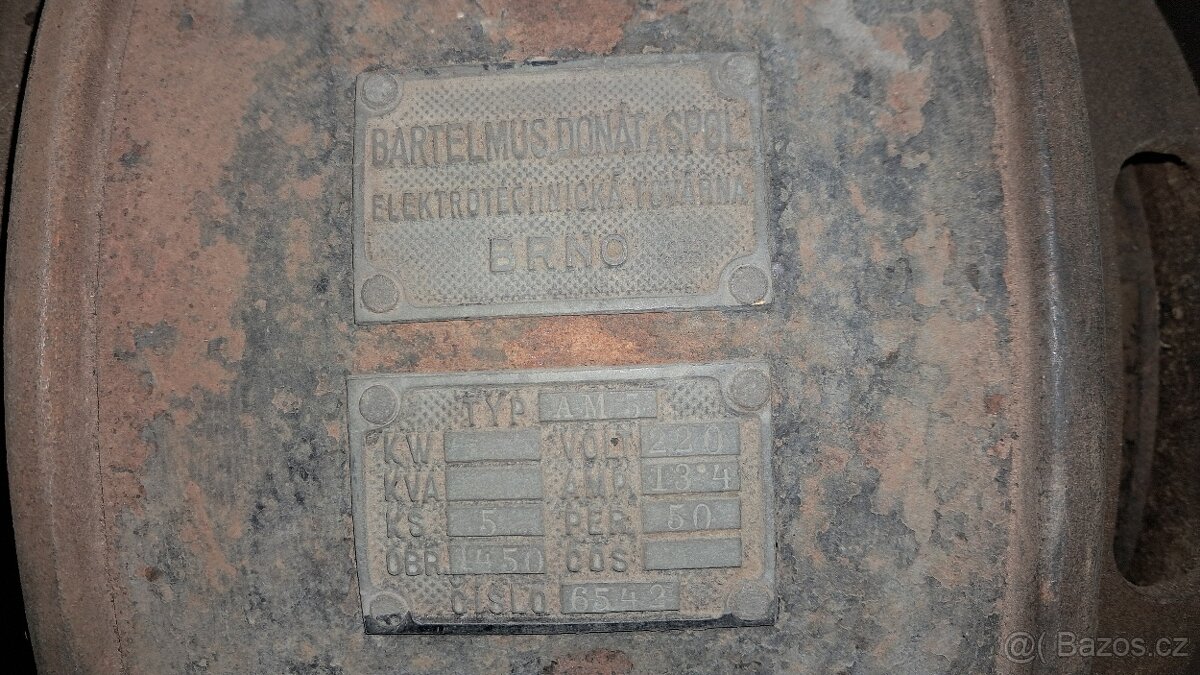 BARTELMUS, DONÁT A SPOL.
ELEKTROTECHNICKÁ TOVÁRNA
BRNO
TYP AM 5
KW. VOLT 220
KVA AMP. 13·4
KS. 5 PER. 50
OBR. 1450 COS
ČÍSLO 6542
@( Bazos.cz